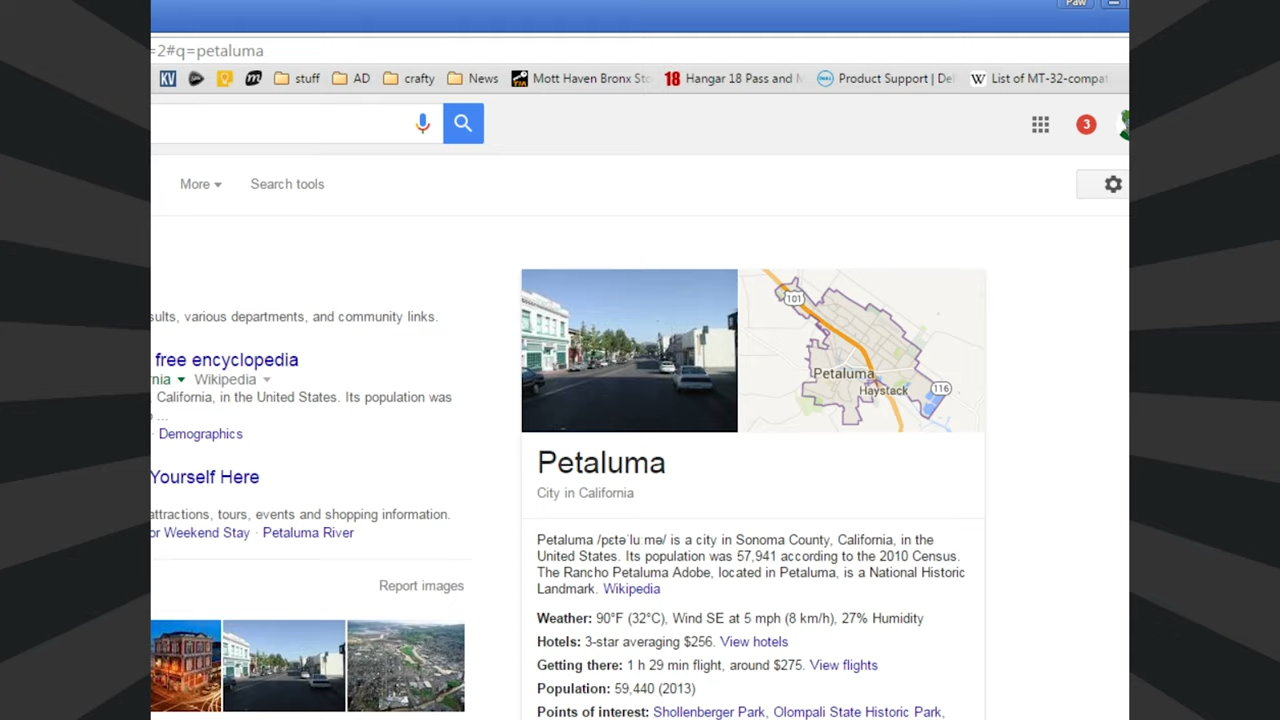 Paw
=2#q=petaluma
KV
m
stuff
AD
crafty
News
Mott Haven Bronx Sto
18 Hangar 18 Pass and M
Product Support | Del
W List of MT-32-compat
3
More
Search tools
sults, various departments, and community links.
free encyclopedia
rnia Wikipedia
, California, in the United States. Its population was
...
· Demographics
Yourself Here
attractions, tours, events and shopping information.
or Weekend Stay · Petaluma River
Report images
101
Petaluma
Haystack
116
Petaluma
City in California
Petaluma /pɛtəˈluːmə/ is a city in Sonoma County, California, in the
United States. Its population was 57,941 according to the 2010 Census.
The Rancho Petaluma Adobe, located in Petaluma, is a National Historic
Landmark. Wikipedia
Weather: 90°F (32°C), Wind SE at 5 mph (8 km/h), 27% Humidity
Hotels: 3-star averaging $256. View hotels
Getting there: 1 h 29 min flight, around $275. View flights
Population: 59,440 (2013)
Points of interest: Shollenberger Park, Olompali State Historic Park,